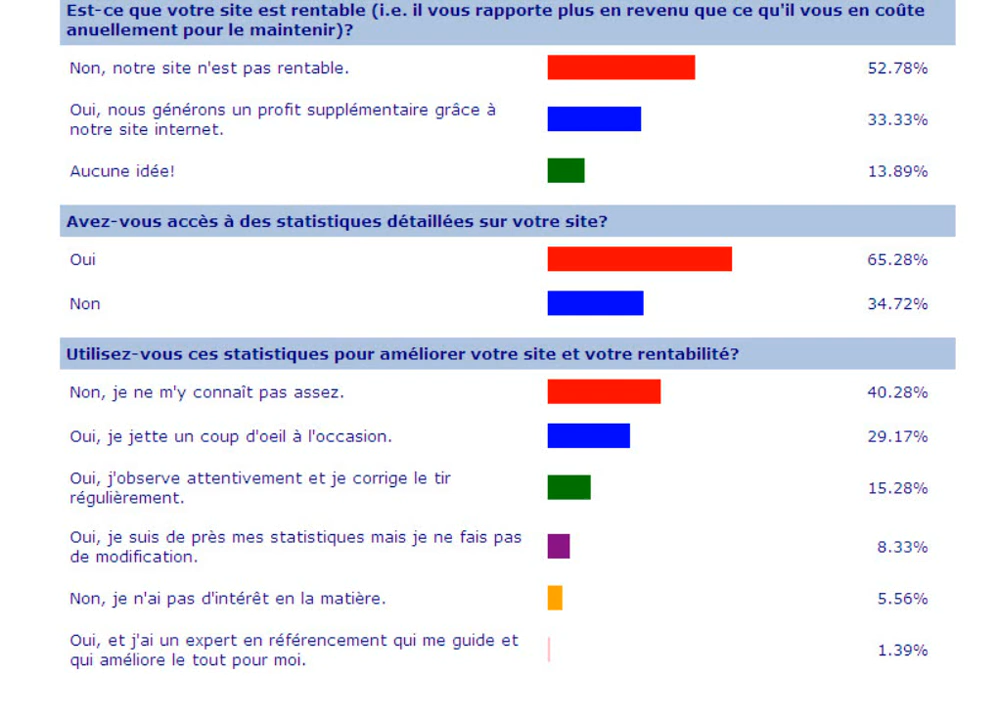 Est-ce que votre site est rentable (i.e. il vous rapporte plus en revenu que ce qu'il vous en coûte
anuellement pour le maintenir)?
Non, notre site n'est pas rentable. 52.78%
Oui, nous générons un profit supplémentaire grâce à
notre site internet. 33.33%
Aucune idée! 13.89%
Avez-vous accès à des statistiques détaillées sur votre site?
Oui 65.28%
Non 34.72%
Utilisez-vous ces statistiques pour améliorer votre site et votre rentabilité?
Non, je ne m'y connaît pas assez. 40.28%
Oui, je jette un coup d'oeil à l'occasion. 29.17%
Oui, j'observe attentivement et je corrige le tir
régulièrement. 15.28%
Oui, je suis de près mes statistiques mais je ne fais pas
de modification. 8.33%
Non, je n'ai pas d'intérêt en la matière. 5.56%
Oui, et j'ai un expert en référencement qui me guide et
qui améliore le tout pour moi. 1.39%